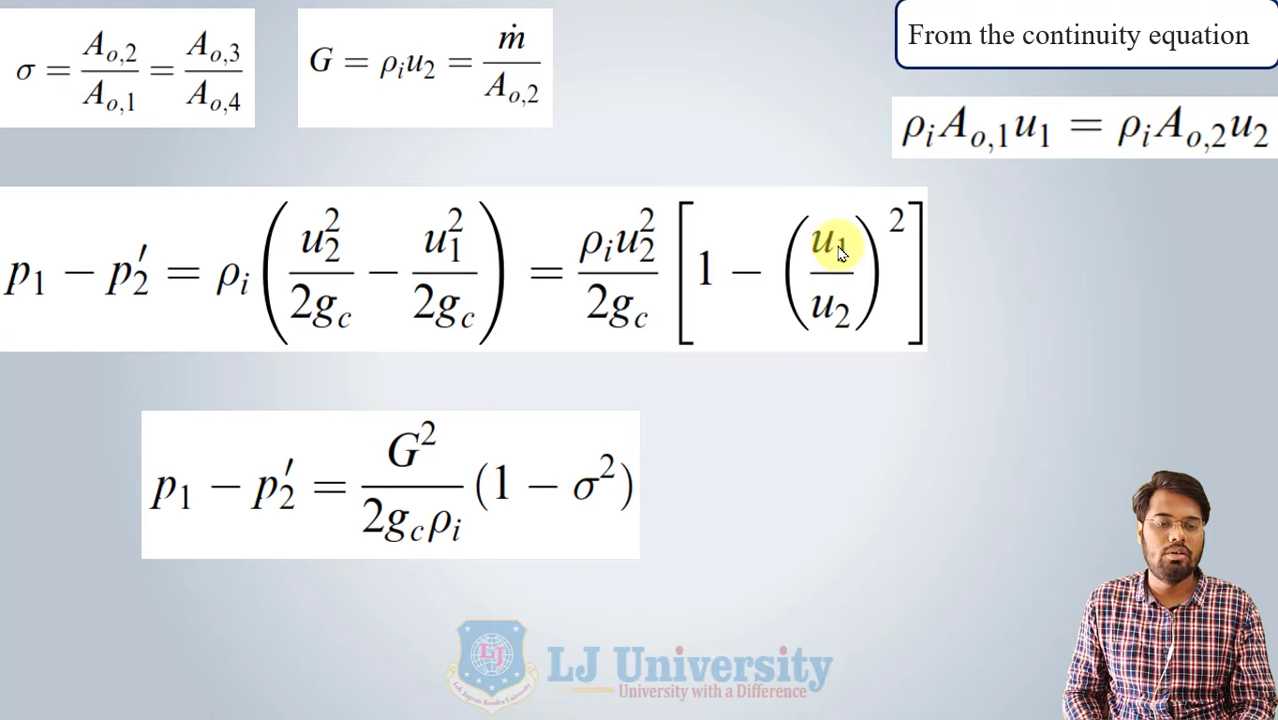 σ = A_{o,2}/A_{o,1} = A_{o,3}/A_{o,4}
G = ρ_i u_2 = ṁ/A_{o,2}
From the continuity equation
ρ_i A_{o,1} u_1 = ρ_i A_{o,2} u_2
p_1 − p′_2 = ρ_i (u_2^2/2g_c − u_1^2/2g_c) = ρ_i u_2^2/2g_c [1 − (u_1/u_2)^2]
p_1 − p′_2 = G^2/2g_c ρ_i (1 − σ^2)
LJ
LJ University
University with a Difference